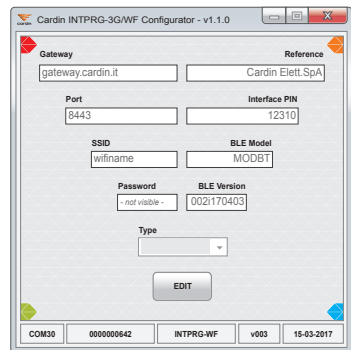 cardin
Cardin INTPRG-3G/WF Configurator - v1.1.0
Gateway Reference
gateway.cardin.it Cardin Elett.SpA
Port Interface PIN
8443 12310
SSID BLE Model
wifiname MODBT
Password BLE Version
- not visible - 002i170403
Type
EDIT
COM30 0000000642 INTPRG-WF v003 15-03-2017